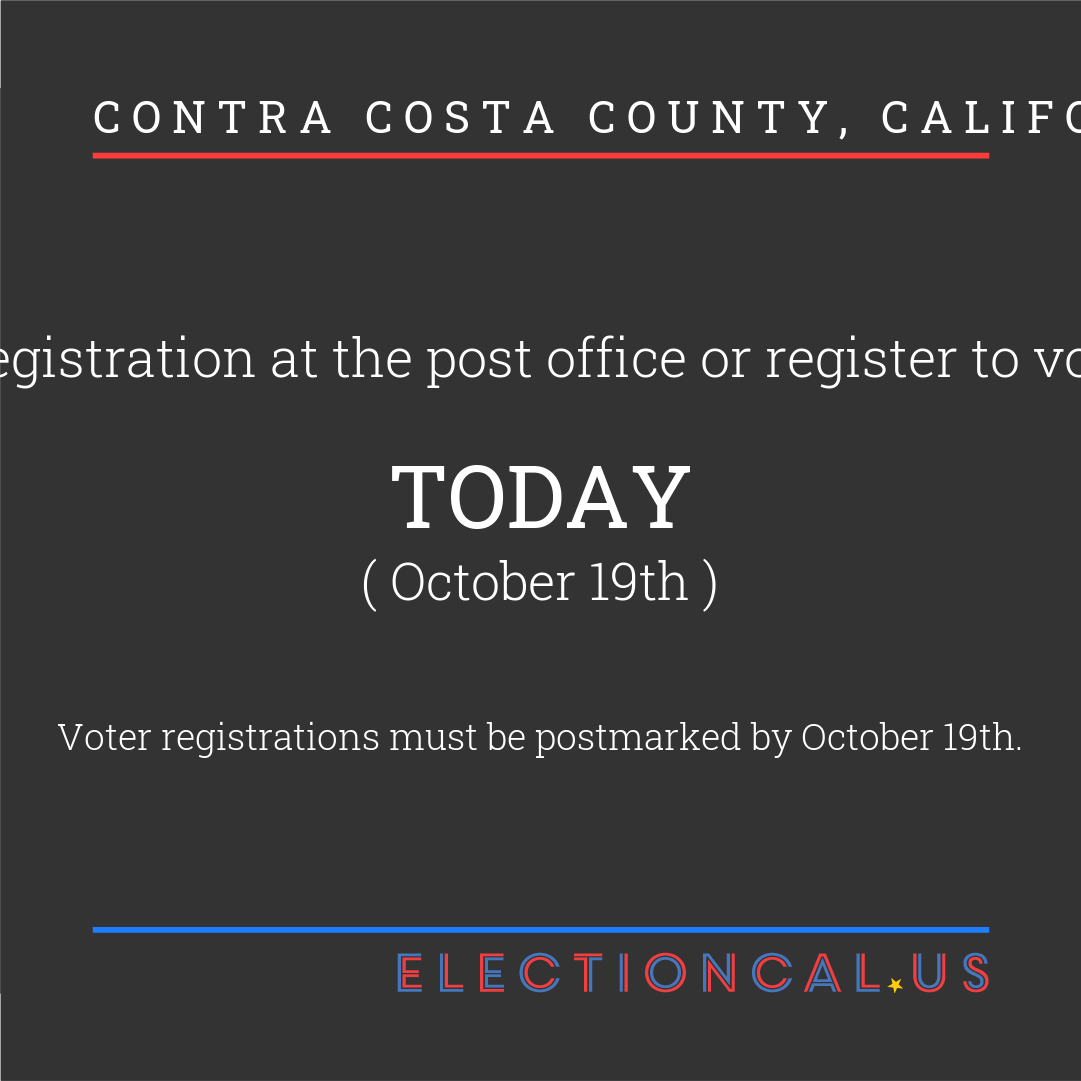 CONTRA COSTA COUNTY, CALIFO
egistration at the post office or register to vo
TODAY
( October 19th )
Voter registrations must be postmarked by October 19th.
ELECTIONCAL.US